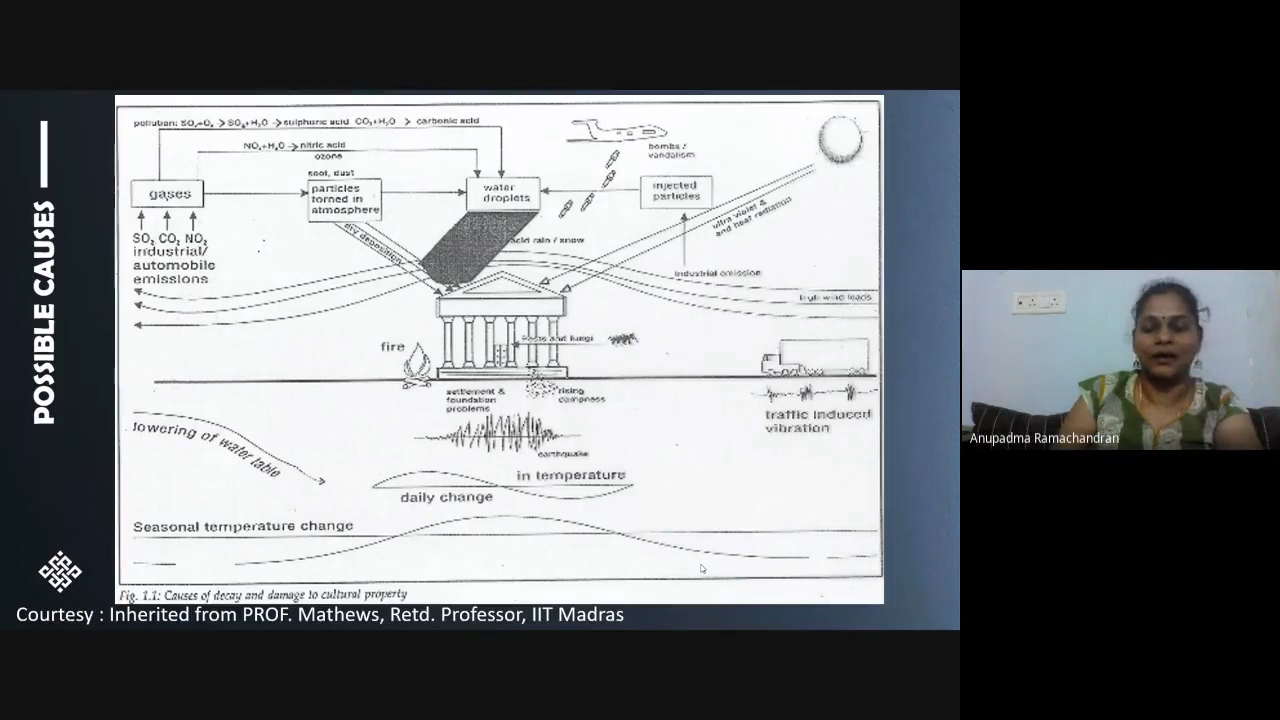 POSSIBLE CAUSES
pollution: SO₂+O₂ > SO₃+H₂O -> sulphuric acid CO₂+H₂O > carbonic acid
NO₂+H₂O -> nitric acid
ozone
bombs /
vandalism
soot, dust
gases
particles
formed in
atmosphere
water
droplets
injected
particles
ultra violet &
and heat radiation
SO₂ CO₂ NO₂
industrial/
automobile
emissions
dry deposition
acid rain / snow
industrial emission
high wind loads
fire
Pests and fungi
settlement &
foundation
problems
rising
dampness
traffic induced
vibration
lowering of water table
earthquake
in temperature
daily change
Seasonal temperature change
Fig. 1.1: Causes of decay and damage to cultural property
Courtesy : Inherited from PROF. Mathews, Retd. Professor, IIT Madras
Anupadma Ramachandran